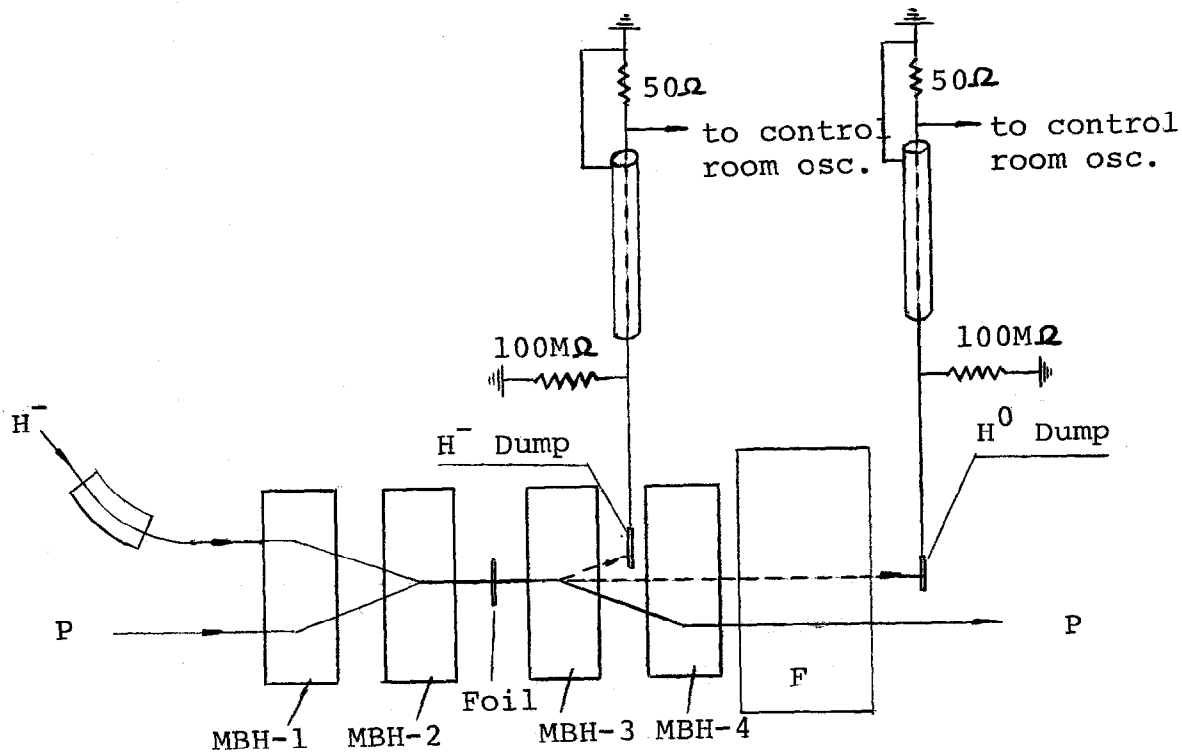 50Ω
to control
room osc.
50Ω
to control
room osc.
100MΩ
100MΩ
H⁻
H⁻ Dump
H⁰ Dump
P
P
F
Foil
MBH-1
MBH-2
MBH-3
MBH-4